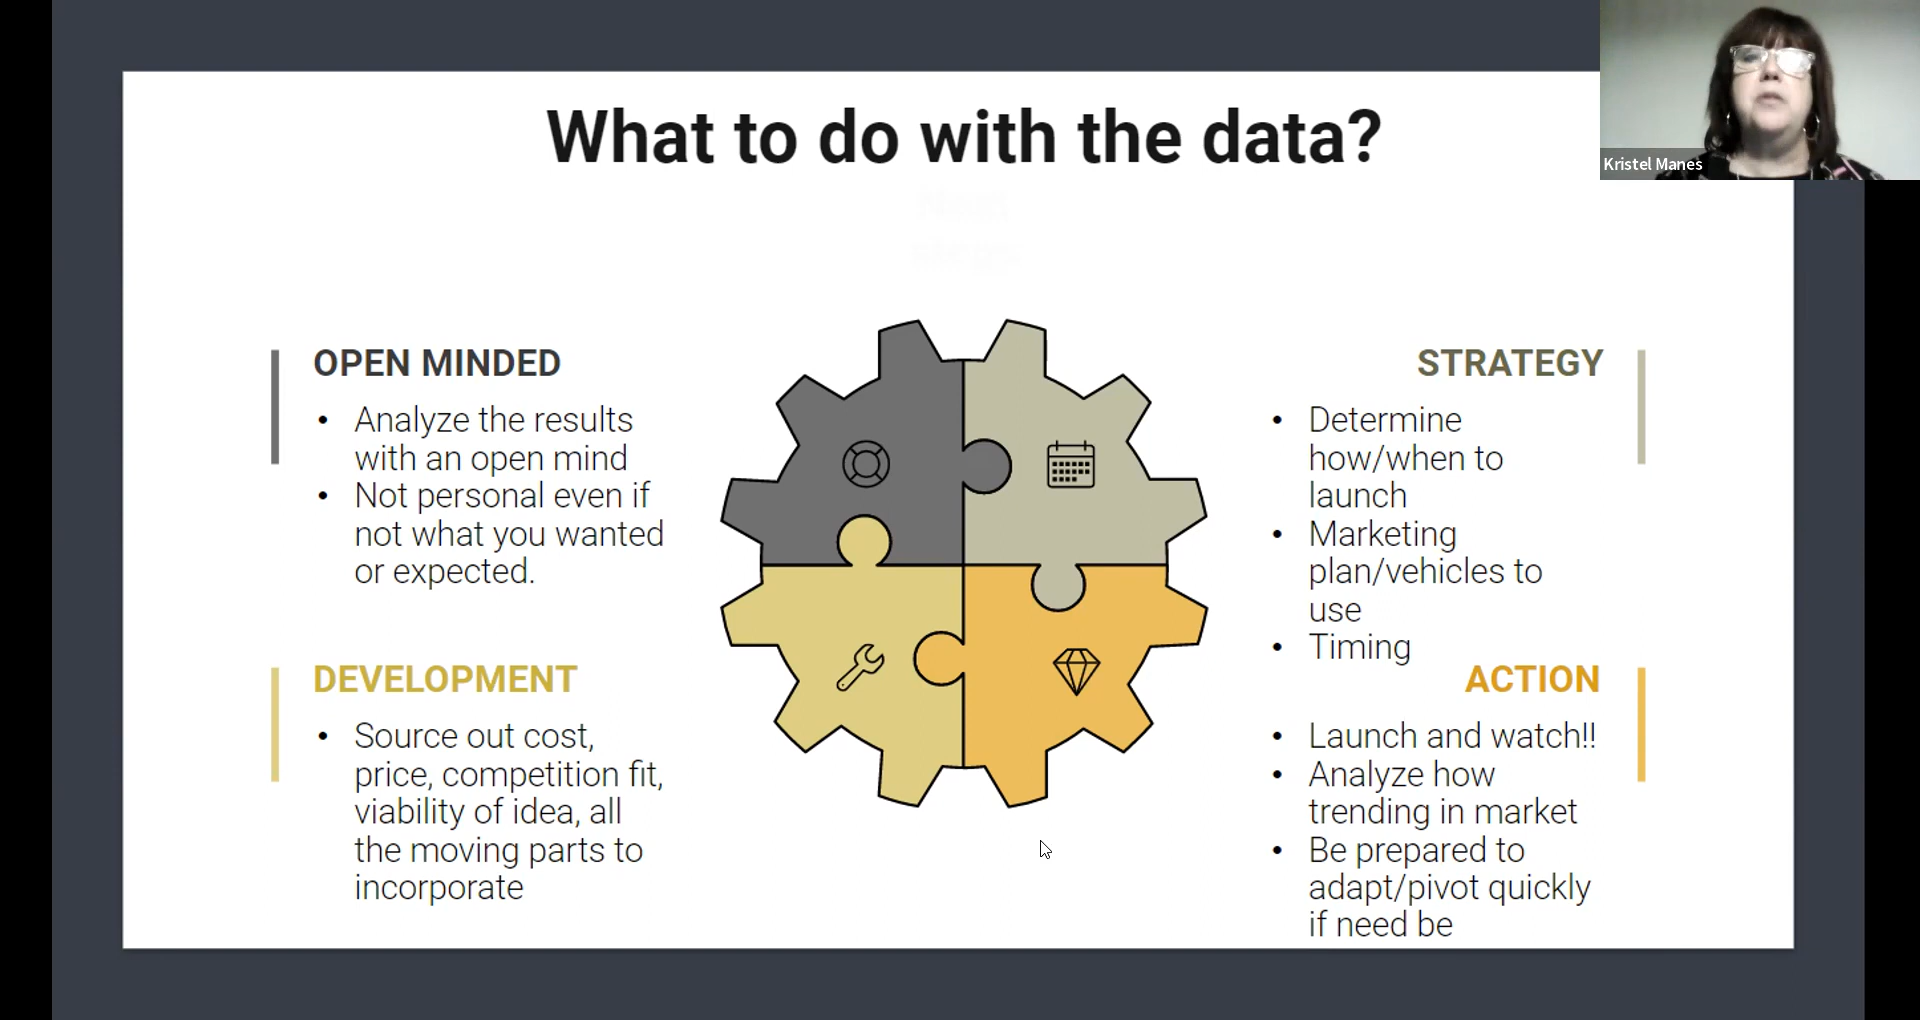 What to do with the data?
Kristel Manes
OPEN MINDED
• Analyze the results
with an open mind
• Not personal even if
not what you wanted
or expected.
DEVELOPMENT
• Source out cost,
price, competition fit,
viability of idea, all
the moving parts to
incorporate
STRATEGY
• Determine
how/when to
launch
• Marketing
plan/vehicles to
use
• Timing
ACTION
• Launch and watch!!
• Analyze how
trending in market
• Be prepared to
adapt/pivot quickly
if need be